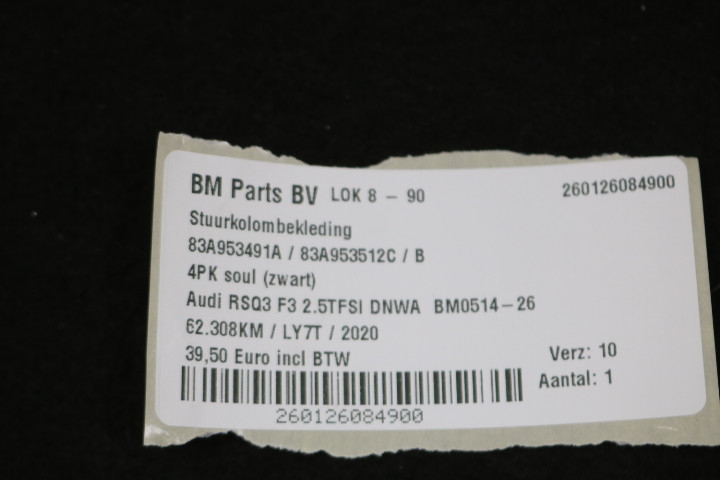 BM Parts BV LOK 8 - 90 260126084900
Stuurkolombekleding
83A953491A / 83A953512C / B
4PK soul (zwart)
Audi RSQ3 F3 2.5TFSI DNWA BM0514-26
62.308KM / LY7T / 2020
39,50 Euro incl BTW Verz: 10
Aantal: 1
260126084900